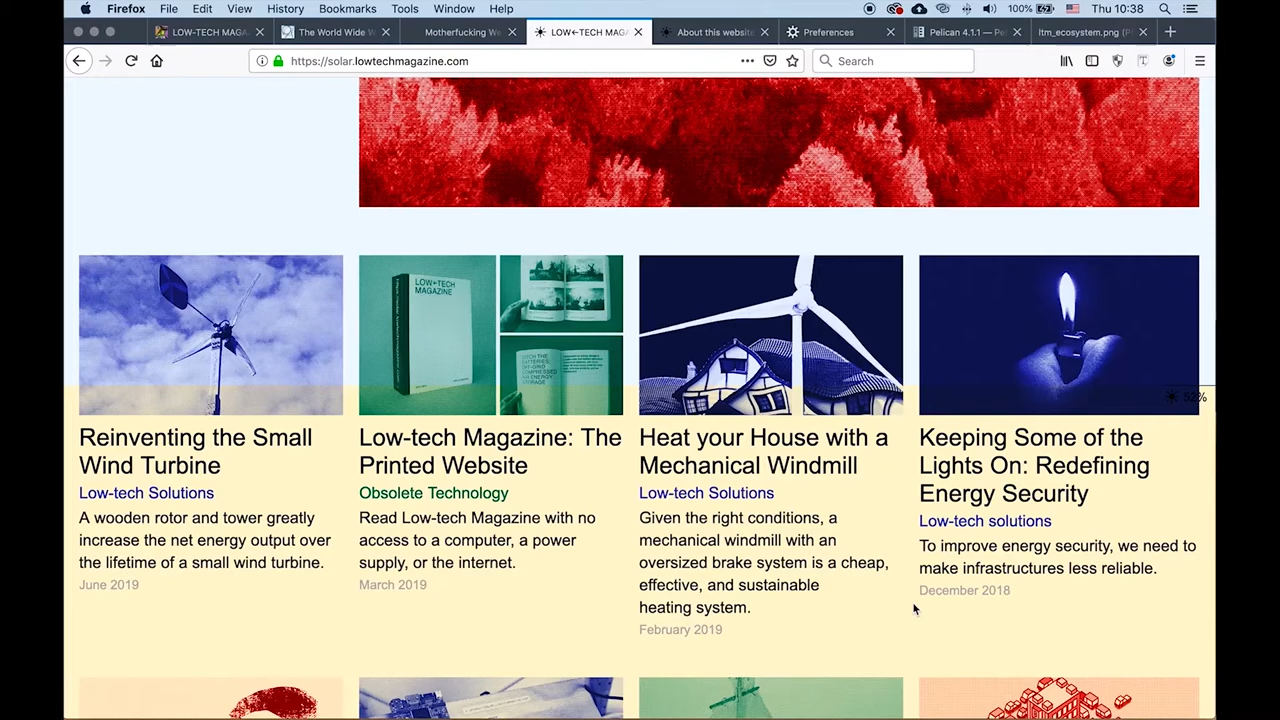 Firefox File Edit View History Bookmarks Tools Window Help 100% Thu 10:38
LOW-TECH MAGA The World Wide W Motherfucking We LOW←TECH MAGA About this website Preferences Pelican 4.1.1 — Pe ltm_ecosystem.png (P
https://solar.lowtechmagazine.com Search
LOW←TECH
MAGAZINE
52%
Reinventing the Small
Wind Turbine
Low-tech Solutions
A wooden rotor and tower greatly
increase the net energy output over
the lifetime of a small wind turbine.
June 2019
Low-tech Magazine: The
Printed Website
Obsolete Technology
Read Low-tech Magazine with no
access to a computer, a power
supply, or the internet.
March 2019
Heat your House with a
Mechanical Windmill
Low-tech Solutions
Given the right conditions, a
mechanical windmill with an
oversized brake system is a cheap,
effective, and sustainable
heating system.
February 2019
Keeping Some of the
Lights On: Redefining
Energy Security
Low-tech solutions
To improve energy security, we need to
make infrastructures less reliable.
December 2018